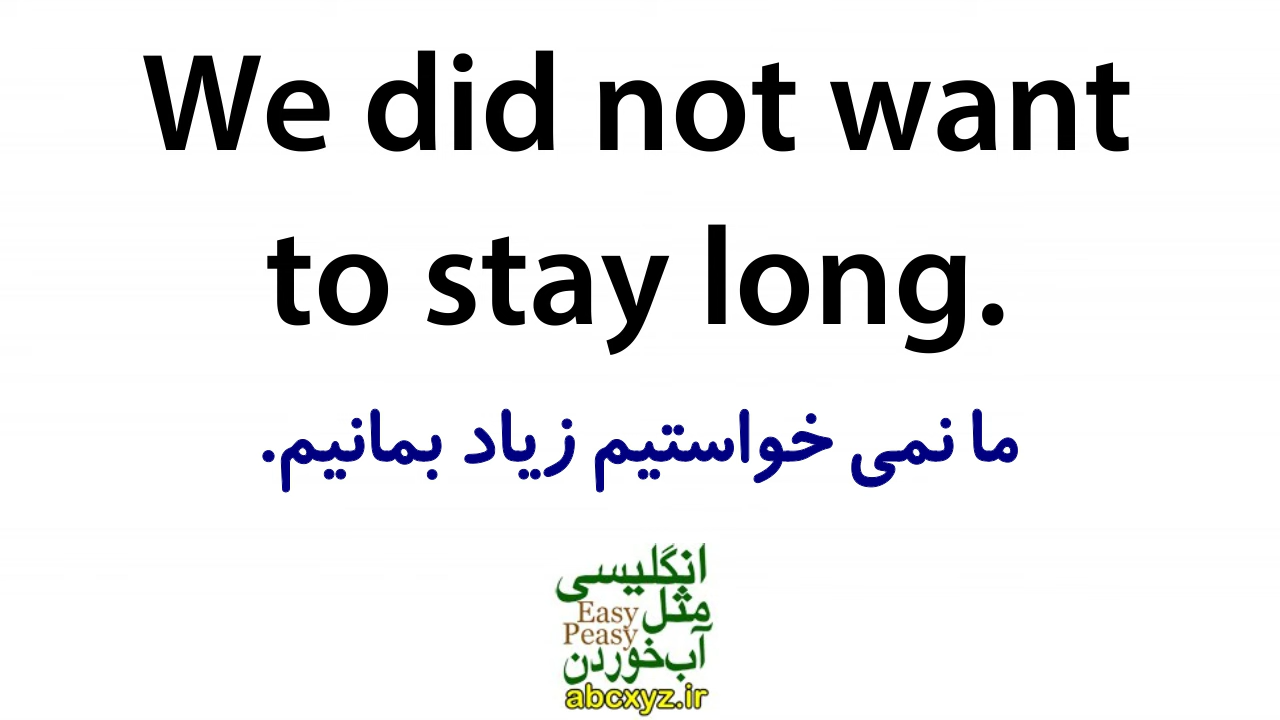 We did not want
to stay long.
ما نمی خواستیم زیاد بمانیم.
انگلیسی
مثل Easy
Peasy
آب‌خوردن
abcxyz.ir